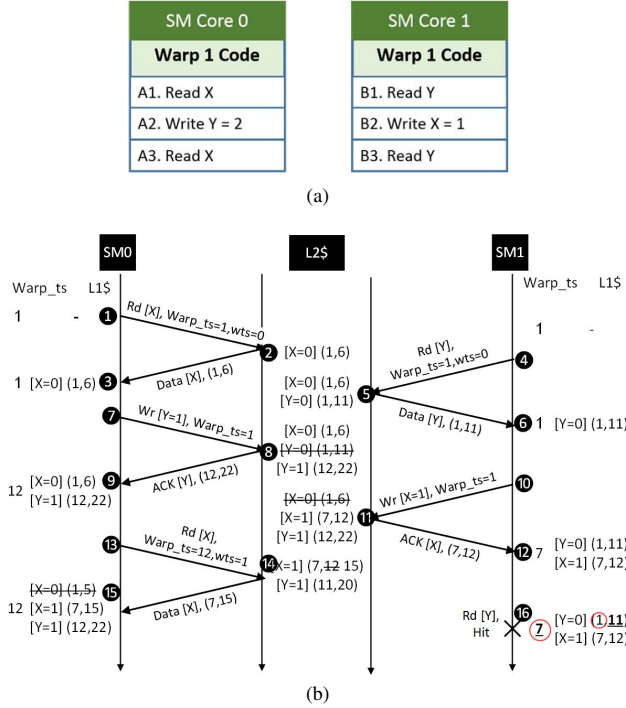 SM Core 0
Warp 1 Code
A1. Read X
A2. Write Y = 2
A3. Read X
SM Core 1
Warp 1 Code
B1. Read Y
B2. Write X = 1
B3. Read Y
(a)
SM0
L2$
SM1
Warp_ts L1$
Warp_ts L1$
1 - 1
Rd [X], Warp_ts=1,wts=0
1 -
2 [X=0] (1,6)
Rd [Y],
Warp_ts=1,wts=0
4
Data [X], (1,6)
1 [X=0] (1,6) 3
[X=0] (1,6)
[Y=0] (1,11)
5
Data [Y], (1,11)
6 1 [Y=0] (1,11)
7
Wr [Y=1], Warp_ts=1
[X=0] (1,6)
8 [Y=0] (1,11)
[Y=1] (12,22)
ACK [Y], (12,22)
9
12 [X=0] (1,6)
[Y=1] (12,22)
10
Wr [X=1], Warp_ts=1
[X=0] (1,6)
[X=1] (7,12)
[Y=1] (12,22)
11
ACK [X], (7,12)
12 7 [Y=0] (1,11)
[X=1] (7,12)
13
Rd [X],
Warp_ts=12,wts=1
14 [X=1] (7,12 15)
[Y=1] (11,20)
Data [X], (7,15)
15
[X=0] (1,5)
12 [X=1] (7,15)
[Y=1] (12,22)
16
Rd [Y],
Hit
7 [Y=0] (1,11)
[X=1] (7,12)
(b)